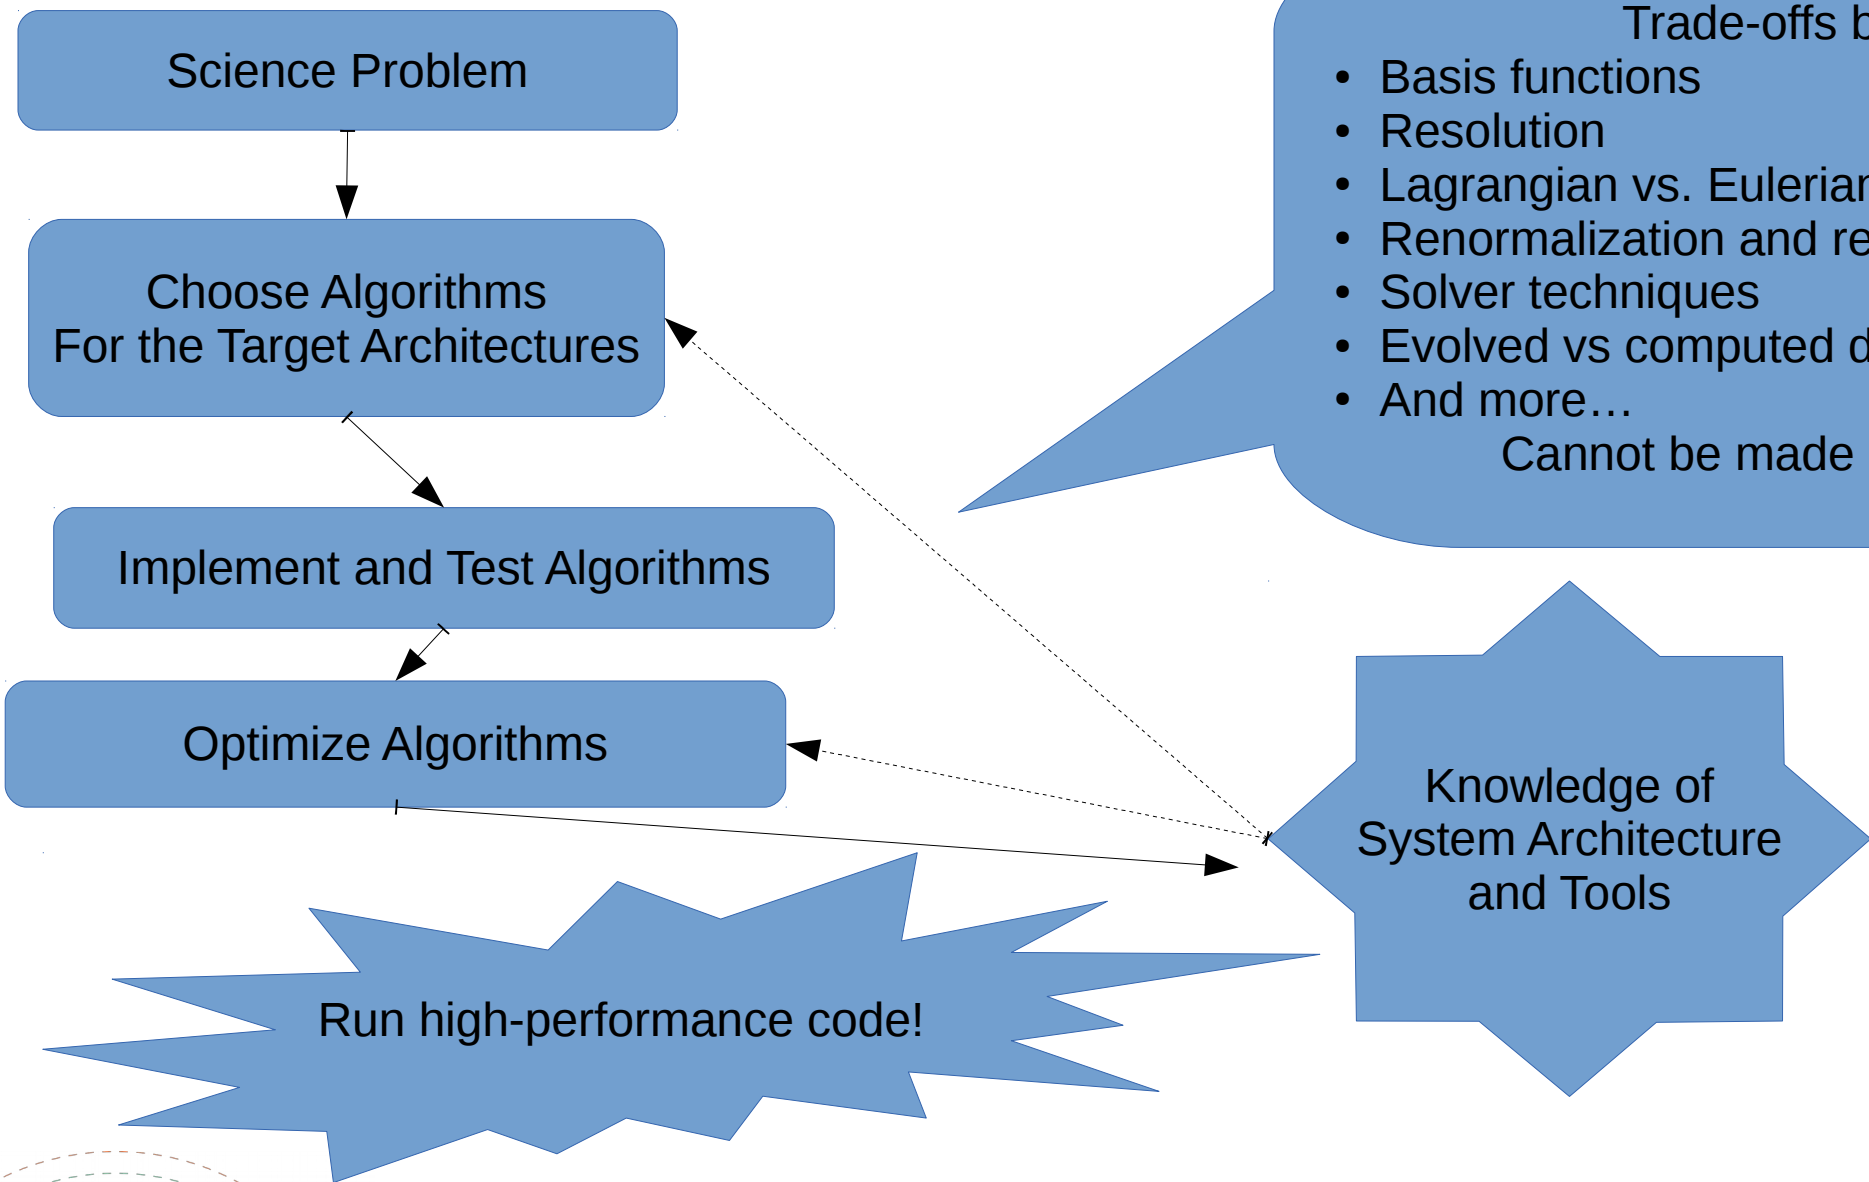 Science Problem
Choose Algorithms
For the Target Architectures
Implement and Test Algorithms
Optimize Algorithms
Run high-performance code!
Trade-offs
• Basis functions
• Resolution
• Lagrangian vs. Eulerian
• Renormalization and
• Solver techniques
• Evolved vs computed
• And more…
Cannot be made
Knowledge of
System Architecture
and Tools